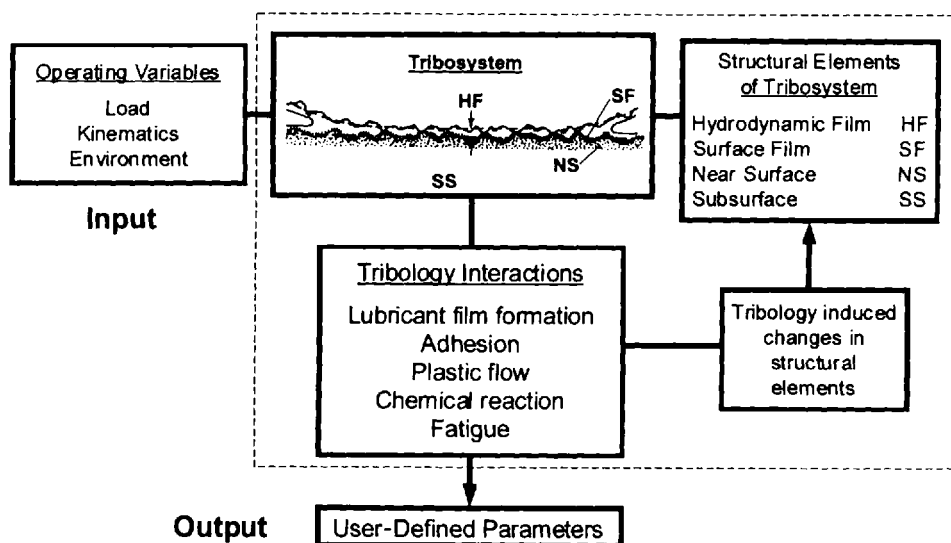 Operating Variables
Load
Kinematics
Environment
Input
Tribosystem
HF
SF
NS
SS
Structural Elements
of Tribosystem
Hydrodynamic Film HF
Surface Film SF
Near Surface NS
Subsurface SS
Tribology Interactions
Lubricant film formation
Adhesion
Plastic flow
Chemical reaction
Fatigue
Tribology induced
changes in
structural
elements
Output
User-Defined Parameters